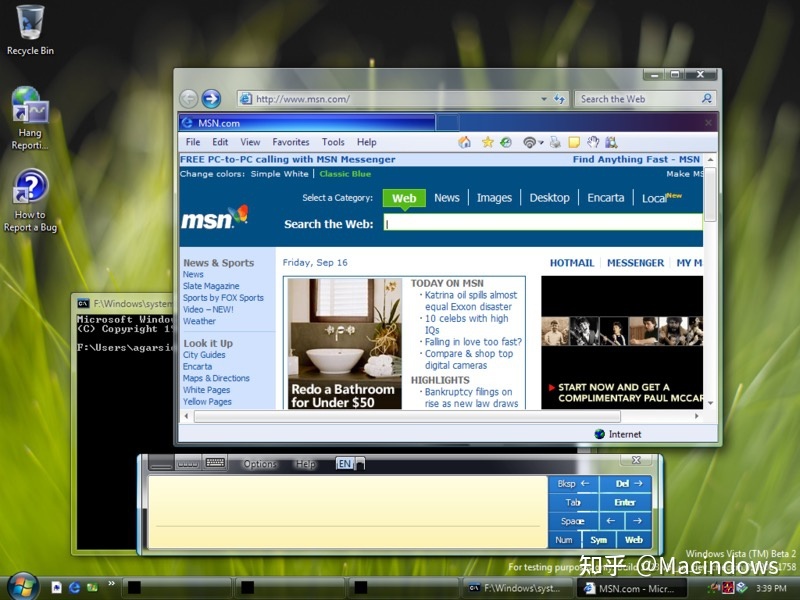 Recycle Bin
Hang
Reporti...
How to
Report a Bug
http://www.msn.com/
Search the Web
MSN.com
File Edit View Favorites Tools Help
FREE PC-to-PC calling with MSN Messenger
Find Anything Fast - MSN
Change colors: Simple White | Classic Blue
Make MS
Select a Category: Web News Images Desktop Encarta Local New
msn
Search the Web:
News & Sports
News
Slate Magazine
Sports by FOX Sports
Video – NEW!
Weather
Look it Up
City Guides
Encarta
Maps & Directions
White Pages
Yellow Pages
Friday, Sep 16
HOTMAIL MESSENGER MY M
Redo a Bathroom
for Under $50
TODAY ON MSN
· Katrina oil spills almost
equal Exxon disaster
· 10 celebs with high
IQs
· Falling in love too fast?
· Compare & shop top
digital cameras
HIGHLIGHTS
· Bankruptcy filings on
rise as new law draws
START NOW AND GET A
COMPLIMENTARY PAUL MCCAR
Internet
F:\Windows\system
Microsoft Windo
(C) Copyright 1
F:\Users\agarsi
Options Help EN
Bksp ← Del →
Tab Enter
Space ← →
Num Sym Web
Windows Vista (TM) Beta 2
For testing purpose
1758
知乎 @Macindows
F:\Windows\syst...
MSN.com - Micr...
3:39 PM